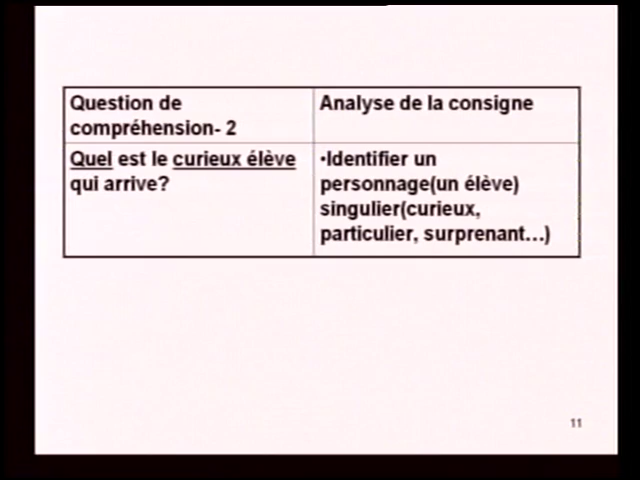 Question de
compréhension- 2
Analyse de la consigne
Quel est le curieux élève
qui arrive?
•Identifier un
personnage(un élève)
singulier(curieux,
particulier, surprenant...)
11